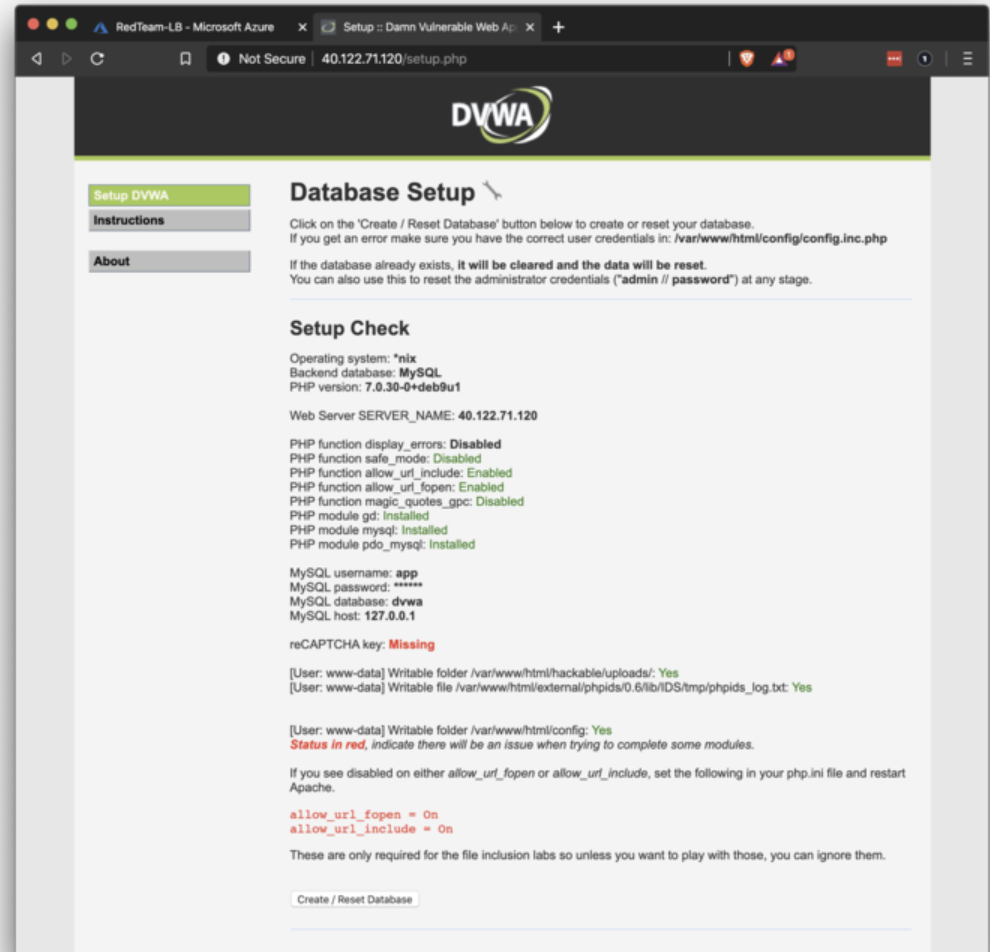 RedTeam-LB - Microsoft Azure
Setup :: Damn Vulnerable Web Ap
Not Secure
40.122.71.120/setup.php
DVWA
Setup DVWA
Instructions
About
Database Setup
Click on the 'Create / Reset Database' button below to create or reset your database.
If you get an error make sure you have the correct user credentials in: /var/www/html/config/config.inc.php
If the database already exists, it will be cleared and the data will be reset.
You can also use this to reset the administrator credentials ("admin // password") at any stage.
Setup Check
Operating system: *nix
Backend database: MySQL
PHP version: 7.0.30-0+deb9u1
Web Server SERVER_NAME: 40.122.71.120
PHP function display_errors: Disabled
PHP function safe_mode: Disabled
PHP function allow_url_include: Enabled
PHP function allow_url_fopen: Enabled
PHP function magic_quotes_gpc: Disabled
PHP module gd: Installed
PHP module mysql: Installed
PHP module pdo_mysql: Installed
MySQL username: app
MySQL password: ******
MySQL database: dvwa
MySQL host: 127.0.0.1
reCAPTCHA key: Missing
[User: www-data] Writable folder /var/www/html/hackable/uploads/: Yes
[User: www-data] Writable file /var/www/html/external/phpids/0.6/lib/IDS/tmp/phpids_log.txt: Yes
[User: www-data] Writable folder /var/www/html/config: Yes
Status in red, indicate there will be an issue when trying to complete some modules.
If you see disabled on either allow_url_fopen or allow_url_include, set the following in your php.ini file and restart
Apache.
allow_url_fopen = On
allow_url_include = On
These are only required for the file inclusion labs so unless you want to play with those, you can ignore them.
Create / Reset Database